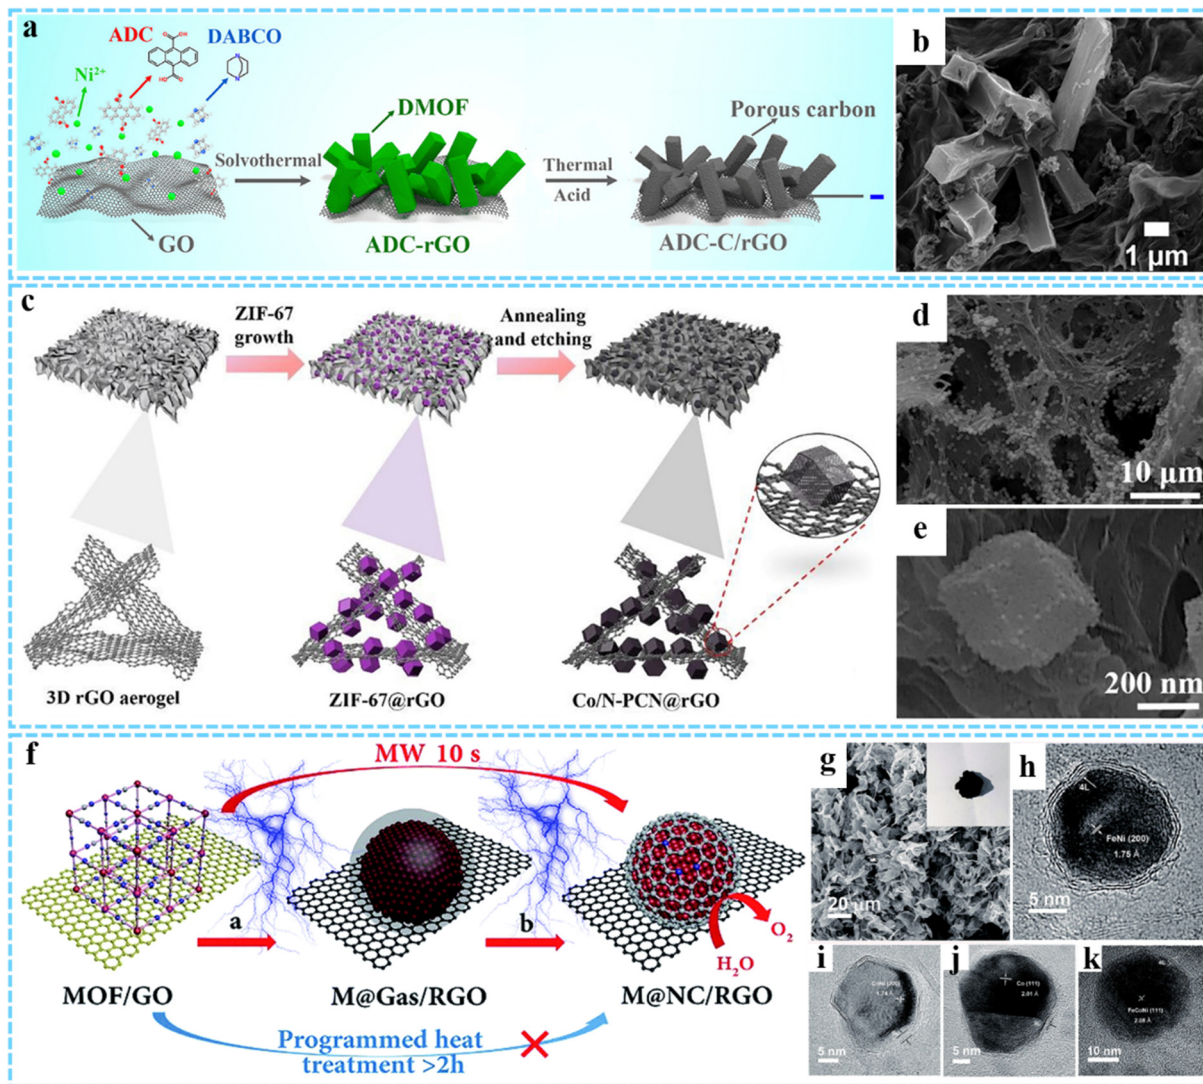 a
ADC
DABCO
Ni²⁺
OH
HO
N
N
DMOF
Porous carbon
Solvothermal
Thermal
Acid
GO
ADC-rGO
ADC-C/rGO
b
1 µm
c
ZIF-67
growth
Annealing
and etching
3D rGO aerogel
ZIF-67@rGO
Co/N-PCN@rGO
d
10 µm
e
200 nm
f
MW 10 s
a
b
O₂
H₂O
MOF/GO
M@Gas/RGO
M@NC/RGO
Programmed heat
treatment >2h
g
20 µm
h
4L
FeNi (200)
1.75 Å
5 nm
i
5 nm
j
Co (111)
2.01 Å
5 nm
k
FeCoNi (111)
2.08 Å
10 nm